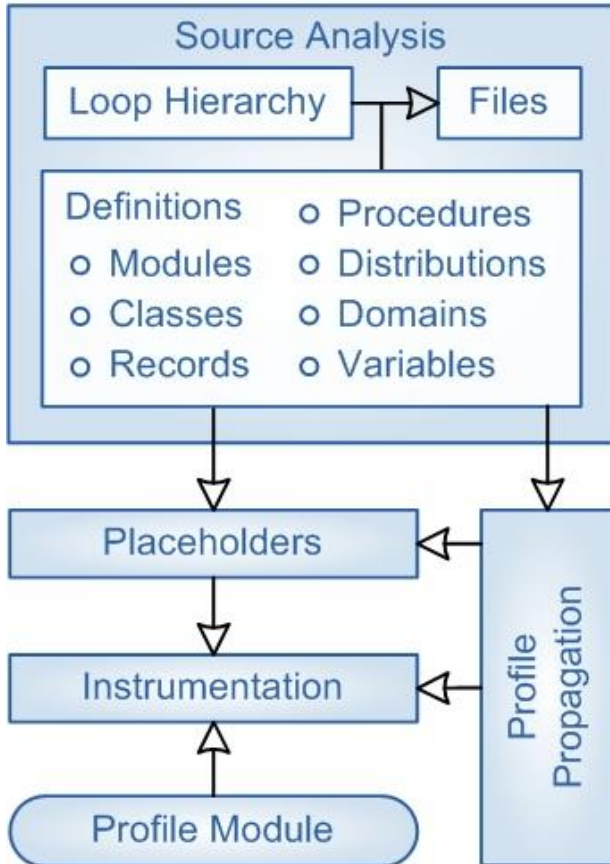 Source Analysis
Loop Hierarchy
Files
Definitions
Modules
Classes
Records
Procedures
Distributions
Domains
Variables
Placeholders
Instrumentation
Profile Module
Profile
Propagation